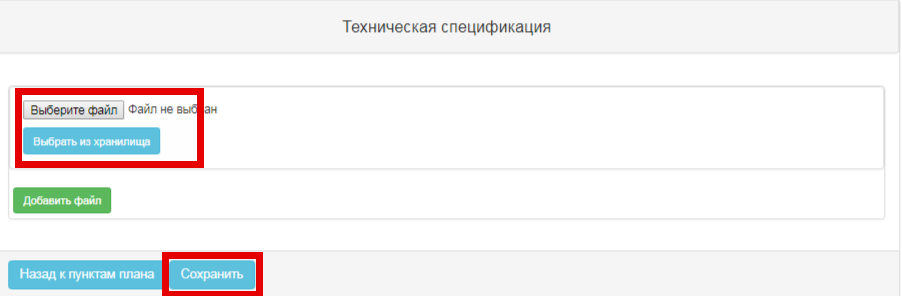 Техническая спецификация
Выберите файл Файл не выбран
Выбрать из хранилища
Добавить файл
Назад к пунктам плана Сохранить